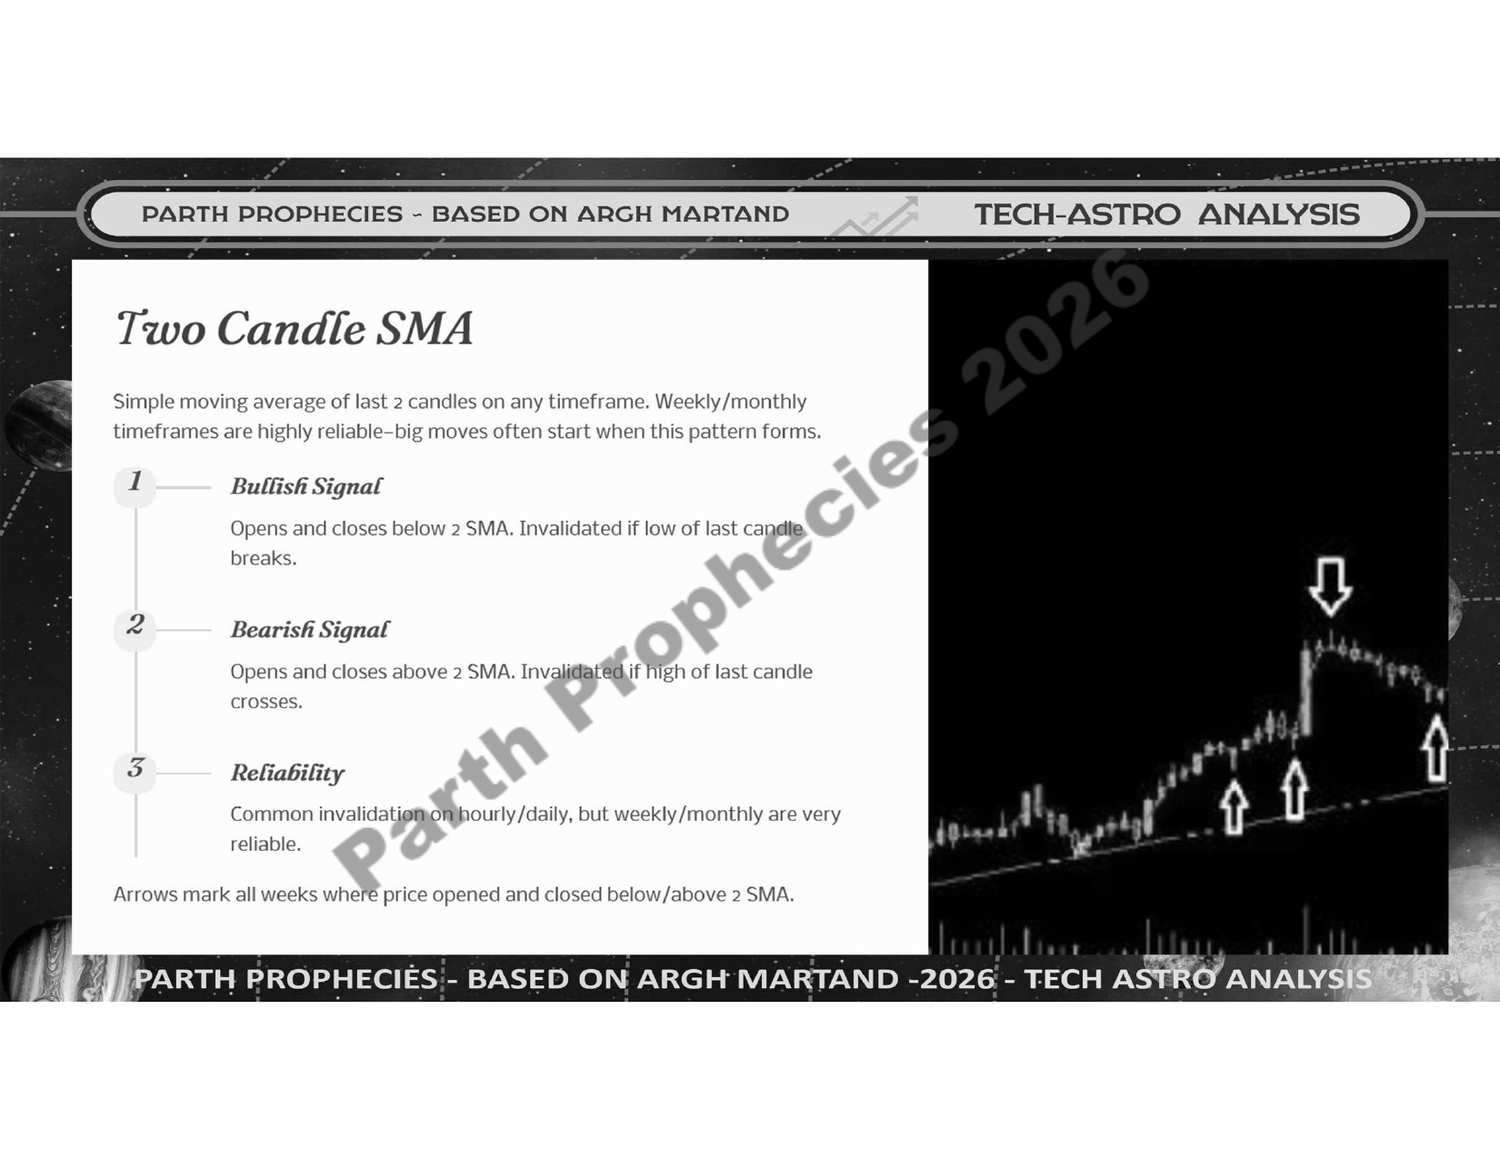 PARTH PROPHECIES ~ BASED ON ARGH MARTAND
TECH-ASTRO ANALYSIS
Two Candle SMA
Simple moving average of last 2 candles on any timeframe. Weekly/monthly
timeframes are highly reliable—big moves often start when this pattern forms.
1
Bullish Signal
Opens and closes below 2 SMA. Invalidated if low of last candle
breaks.
2
Bearish Signal
Opens and closes above 2 SMA. Invalidated if high of last candle
crosses.
3
Reliability
Common invalidation on hourly/daily, but weekly/monthly are very
reliable.
Arrows mark all weeks where price opened and closed below/above 2 SMA.
Parth Prophecies 2026
PARTH PROPHECIES - BASED ON ARGH MARTAND -2026 - TECH ASTRO ANALYSIS